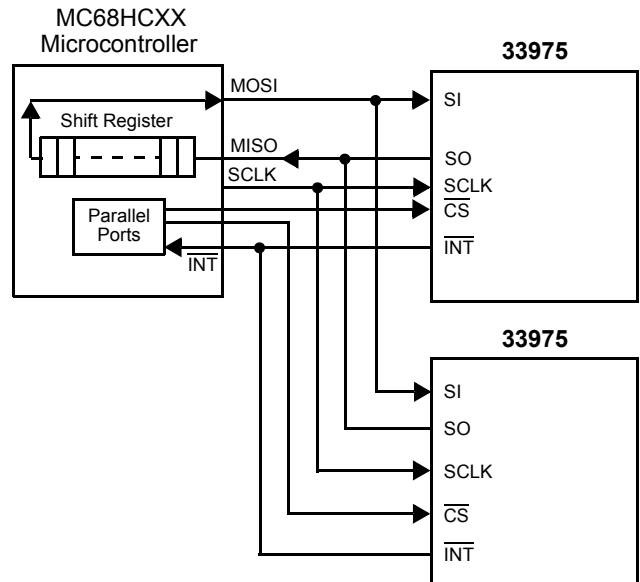 MC68HCXX
Microcontroller
33975
MOSI
SI
Shift Register
MISO
SO
SCLK
SCLK
CS
Parallel
Ports
INT
INT
33975
SI
SO
SCLK
CS
INT